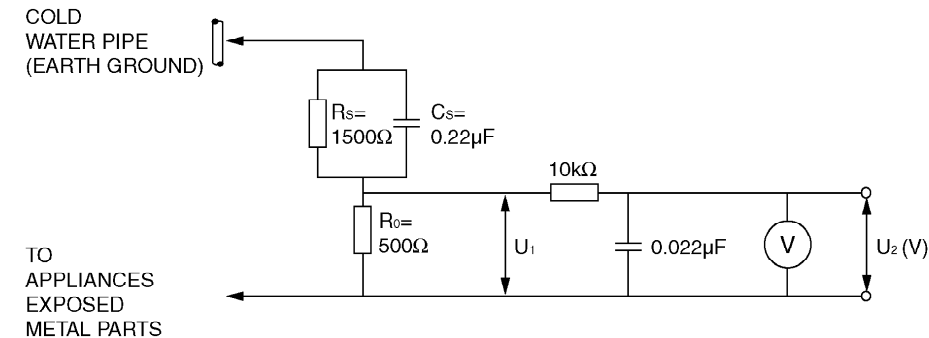 COLD
WATER PIPE
(EARTH GROUND)
Rs=
1500Ω
Cs=
0.22µF
10kΩ
R0=
500Ω
U1
0.022µF
V
U2 (V)
TO
APPLIANCES
EXPOSED
METAL PARTS